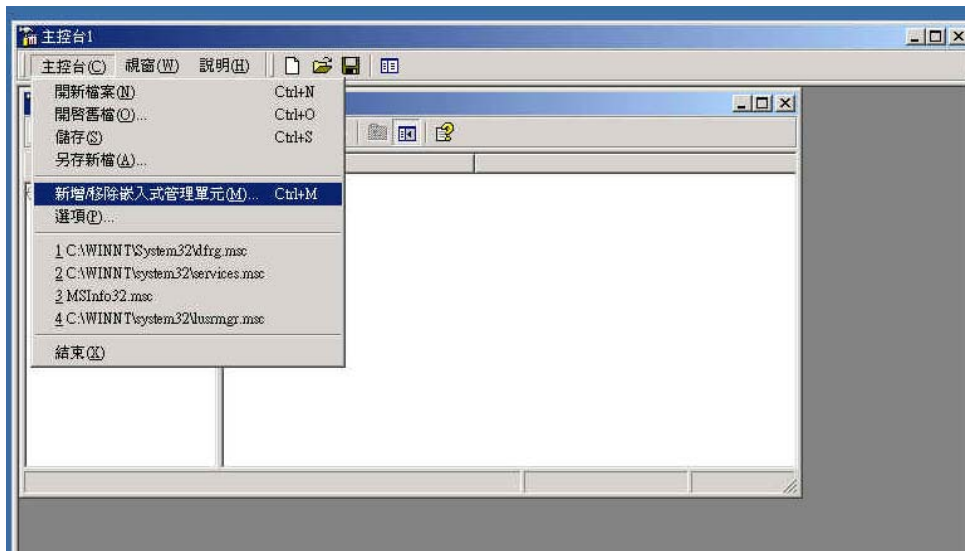 主控台1
主控台(C) 視窗(W) 說明(H)
開新檔案(N) Ctrl+N
開啓舊檔(O)... Ctrl+O
儲存(S) Ctrl+S
另存新檔(A)...
新增/移除嵌入式管理單元(M)... Ctrl+M
選項(P)...
1 C:\WINNT\System32\dfrg.msc
2 C:\WINNT\system32\services.msc
3 MSInfo32.msc
4 C:\WINNT\system32\lusrmgr.msc
結束(X)